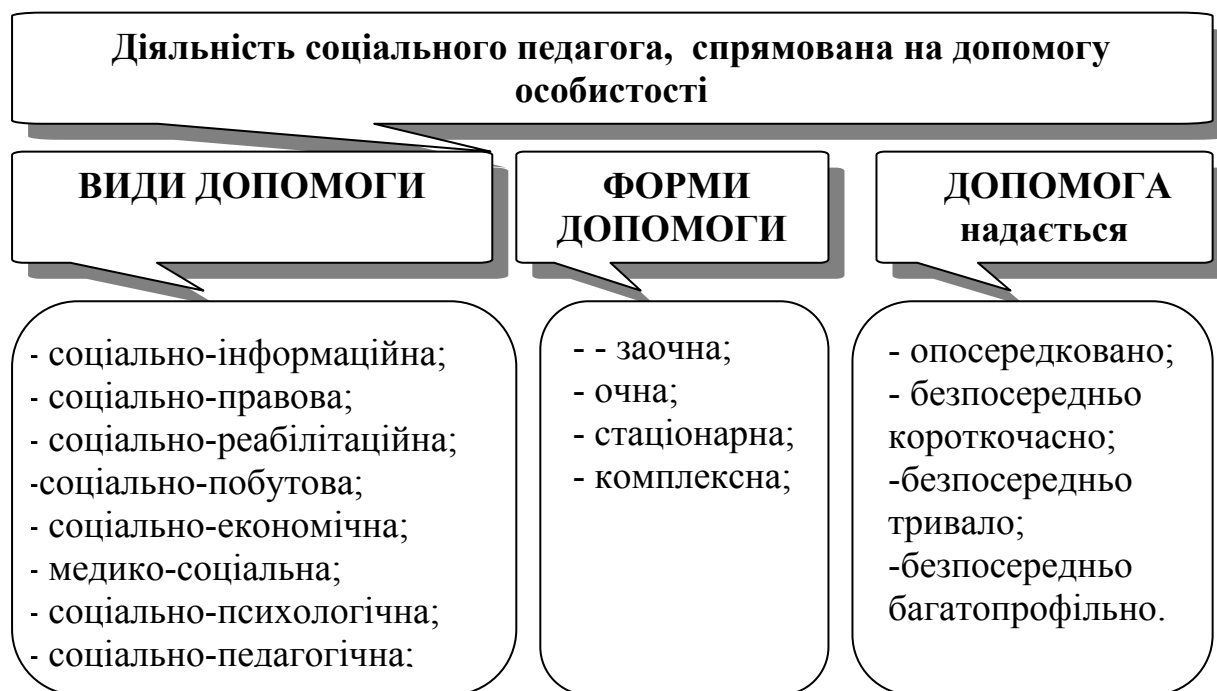 Діяльність соціального педагога, спрямована на допомогу
особистості
ВИДИ ДОПОМОГИ
ФОРМИ
ДОПОМОГИ
ДОПОМОГА
надається
- соціально-інформаційна;
- соціально-правова;
- соціально-реабілітаційна;
-соціально-побутова;
- соціально-економічна;
- медико-соціальна;
- соціально-психологічна;
- соціально-педагогічна;
- - заочна;
- очна;
- стаціонарна;
- комплексна;
- опосередковано;
- безпосередньо
короткочасно;
-безпосередньо
тривало;
-безпосередньо
багатопрофільно.